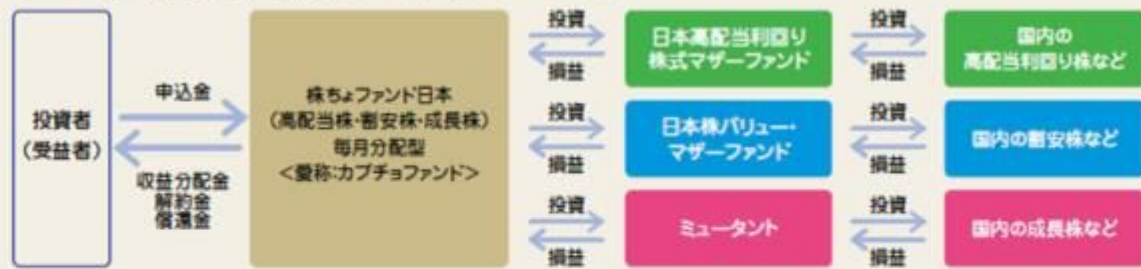 投資者
(受益者)
申込金
収益分配金
解約金
償還金
株ちょファンド日本
(高配当株・割安株・成長株)
毎月分配型
<愛称:カブチョファンド>
投資
損益
日本高配当利回り
株式マザーファンド
投資
損益
国内の
高配当利回り株など
投資
損益
日本株バリュー・
マザーファンド
投資
損益
国内の割安株など
投資
損益
ミュータント
投資
損益
国内の成長株など